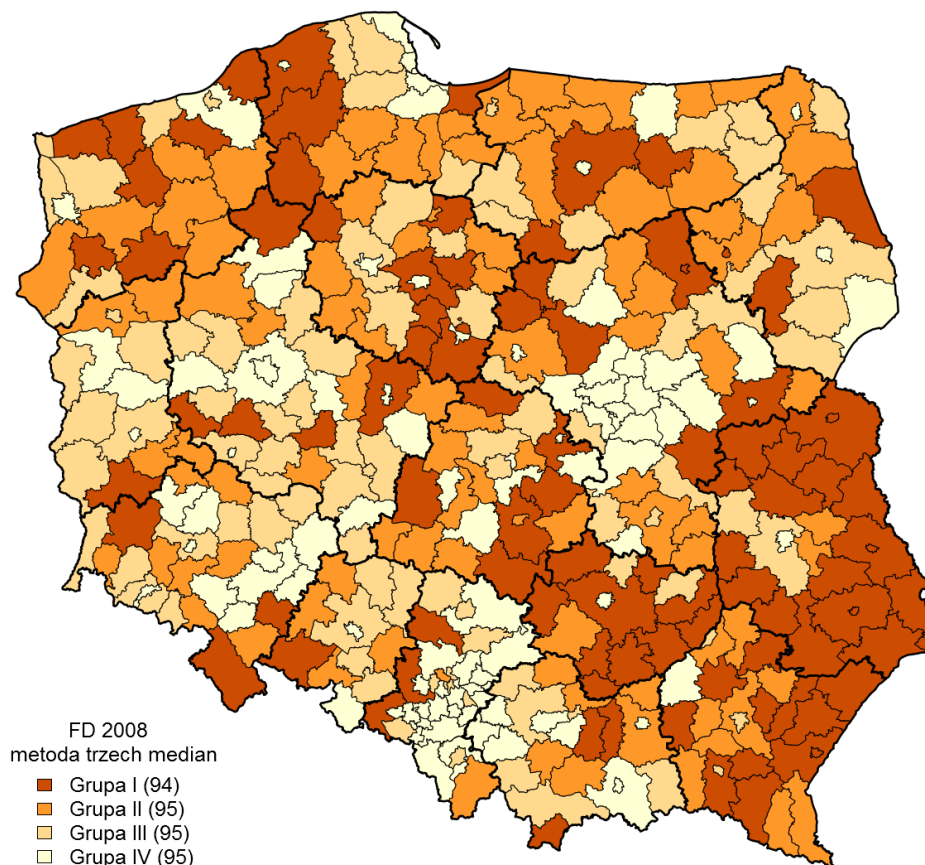 FD 2008
metoda trzech median
Grupa I (94)
Grupa II (95)
Grupa III (95)
Grupa IV (95)